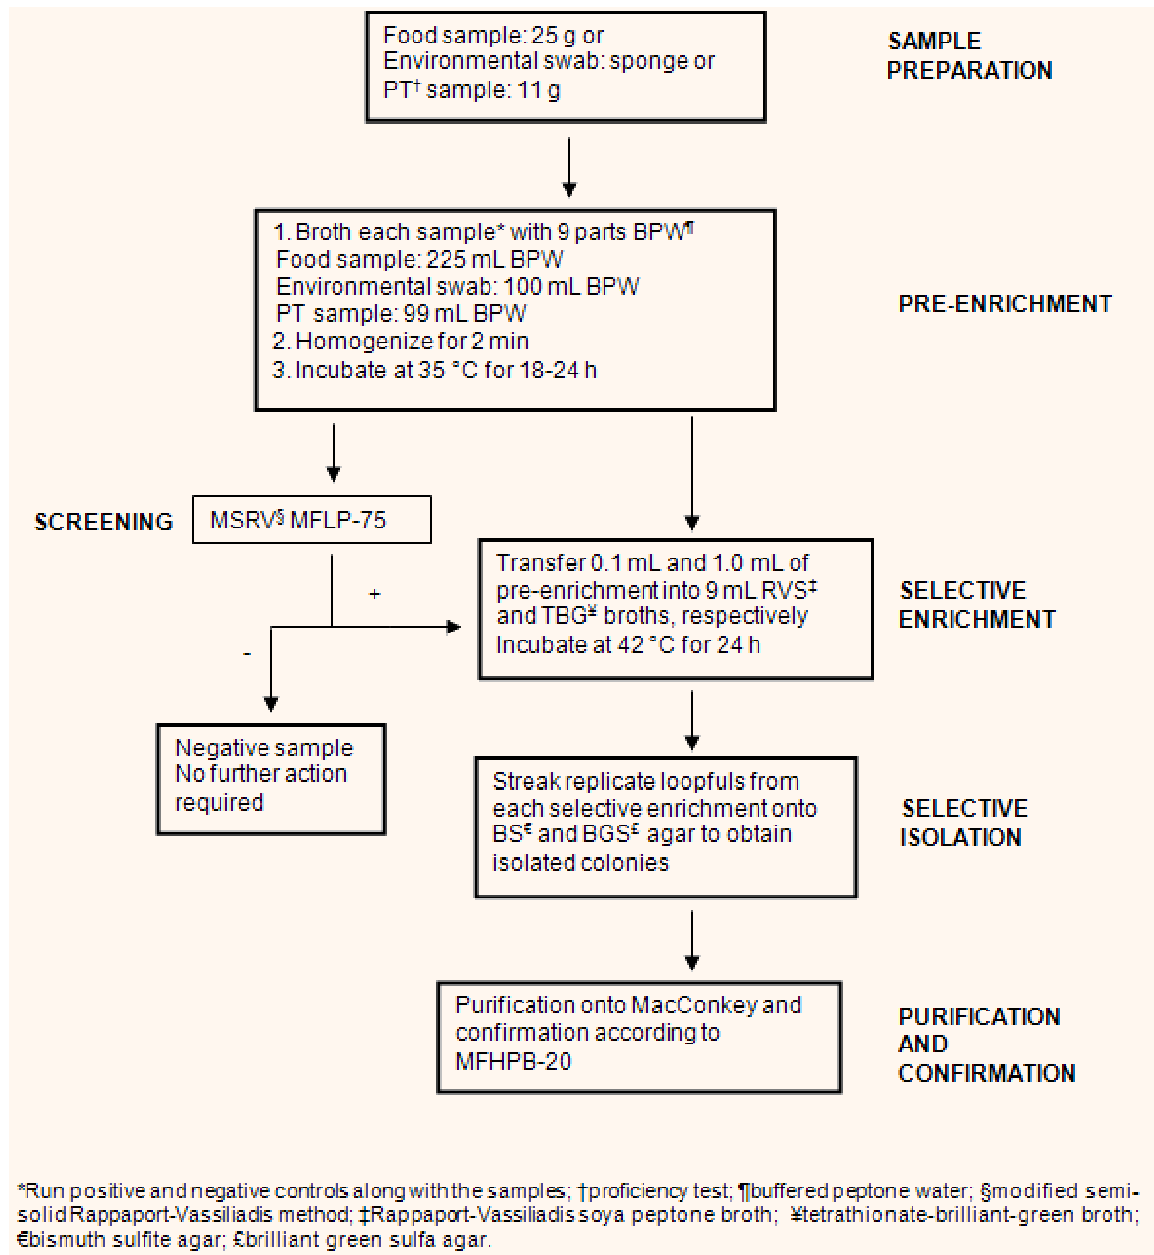 Food sample: 25 g or
Environmental swab: sponge or
PT† sample: 11 g
SAMPLE
PREPARATION
1. Broth each sample* with 9 parts BPW¶
Food sample: 225 mL BPW
Environmental swab: 100 mL BPW
PT sample: 99 mL BPW
2. Homogenize for 2 min
3. Incubate at 35 °C for 18-24 h
PRE-ENRICHMENT
SCREENING
MSRV§ MFLP-75
+
-
Transfer 0.1 mL and 1.0 mL of
pre-enrichment into 9 mL RVS‡
and TBG¥ broths, respectively
Incubate at 42 °C for 24 h
SELECTIVE
ENRICHMENT
Negative sample
No further action
required
Streak replicate loopfuls from
each selective enrichment onto
BS€ and BGS£ agar to obtain
isolated colonies
SELECTIVE
ISOLATION
Purification onto MacConkey and
confirmation according to
MFHPB-20
PURIFICATION
AND
CONFIRMATION
*Run positive and negative controls along with the samples; †proficiency test; ¶buffered peptone water; §modified semi-
solid Rappaport-Vassiliadis method; ‡Rappaport-Vassiliadis soya peptone broth; ¥tetrathionate-brilliant-green broth;
€bismuth sulfite agar; £brilliant green sulfa agar.